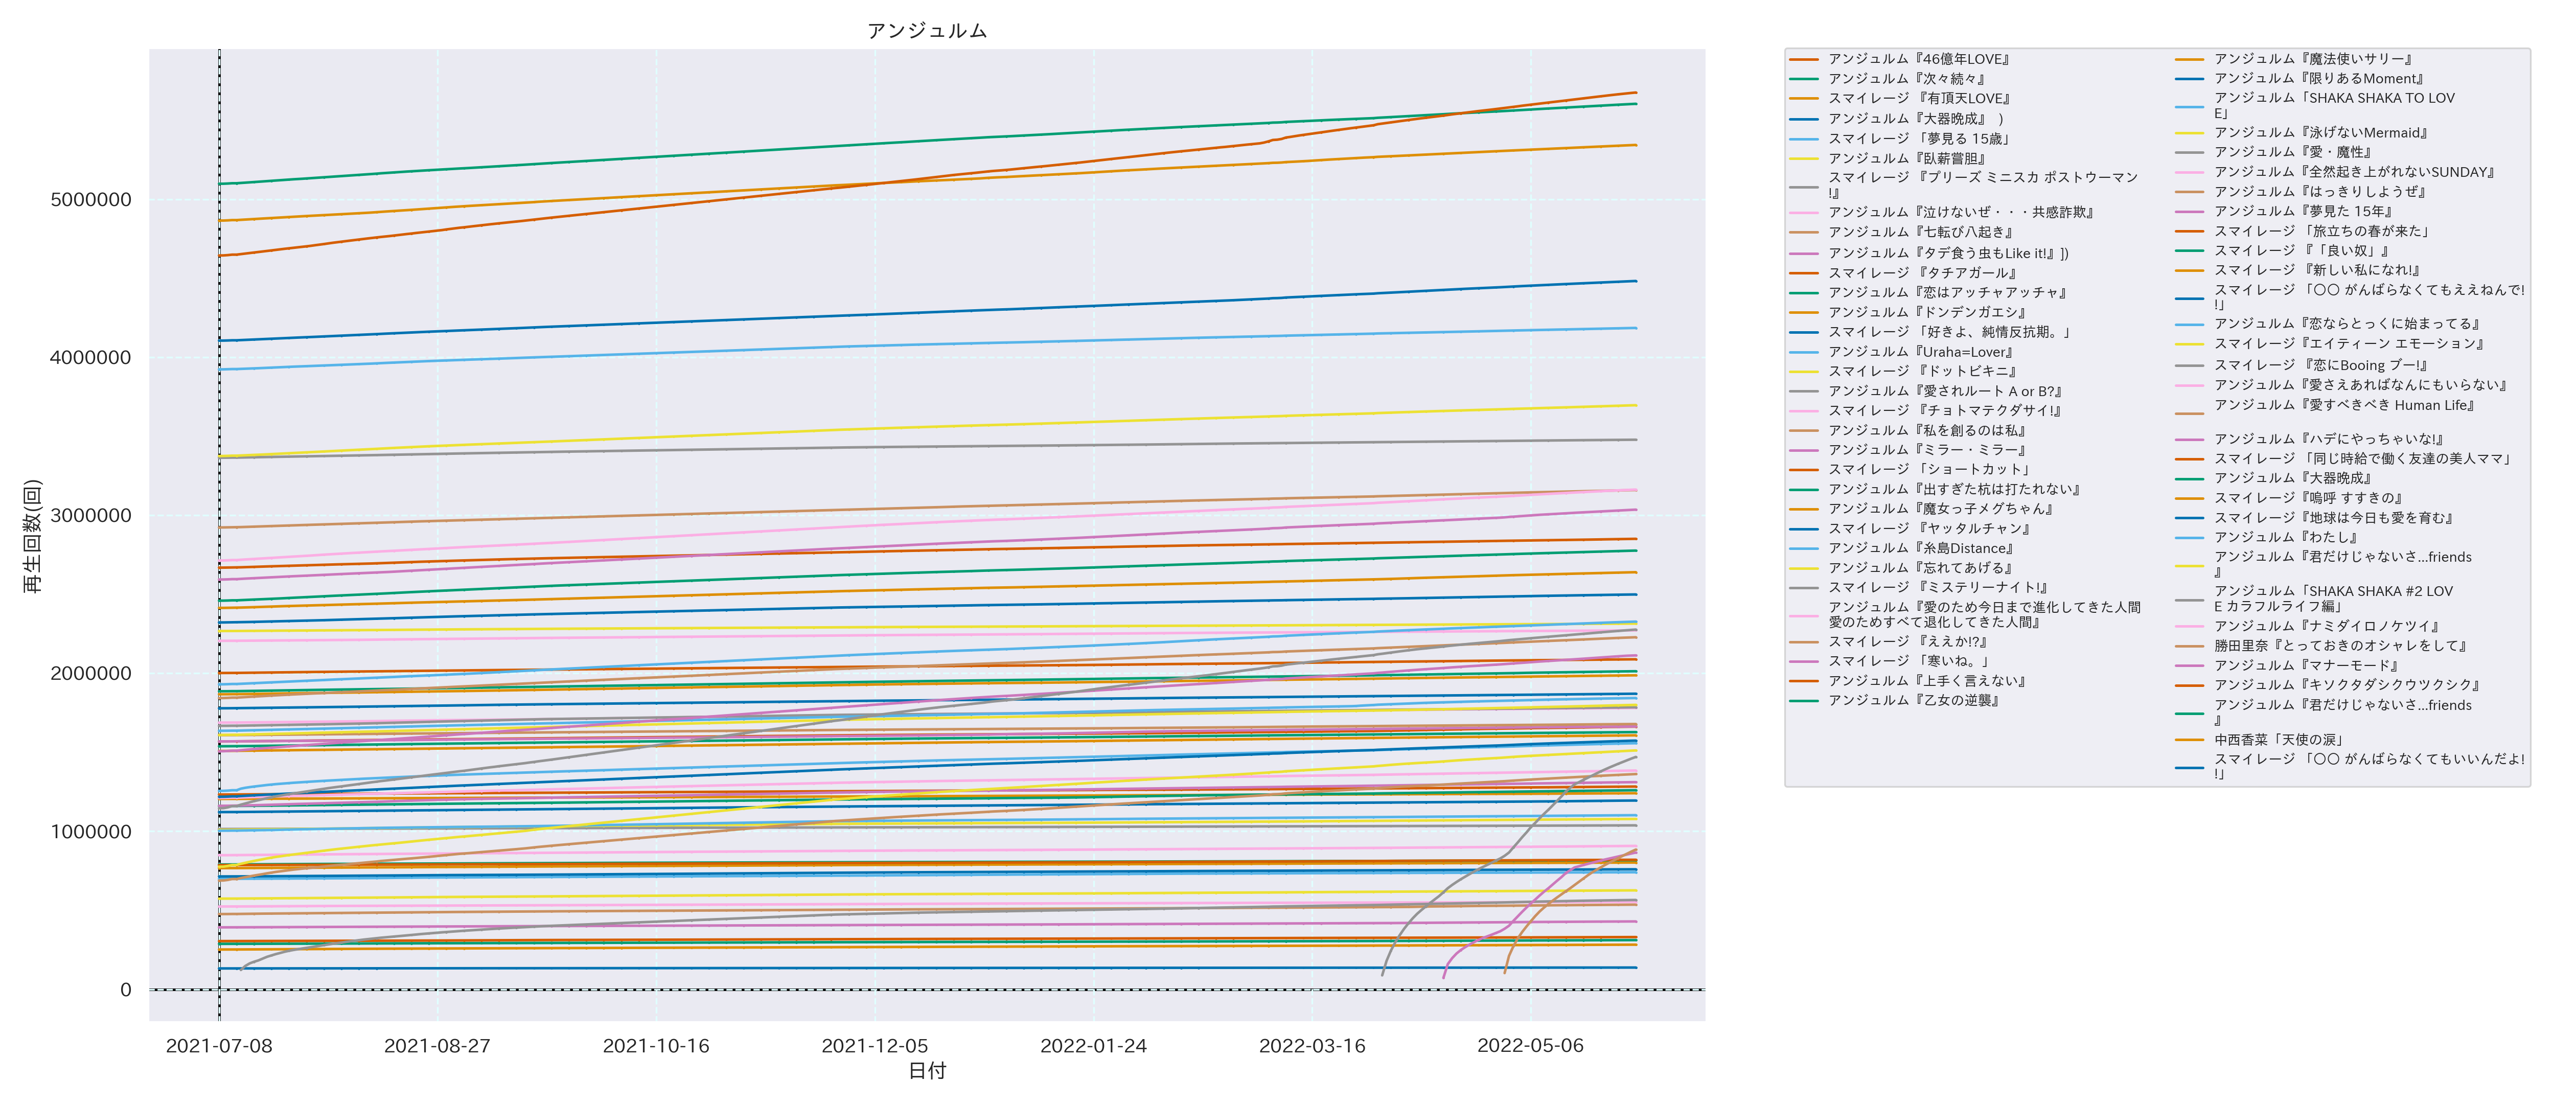 アンジュルム
再生回数(回)
5000000
4000000
3000000
2000000
1000000
0
2021-07-08
2021-08-27
2021-10-16
2021-12-05
2022-01-24
2022-03-16
2022-05-06
日付
アンジュルム『46億年LOVE』
アンジュルム『次々続々』
スマイレージ 『有頂天LOVE』
アンジュルム『大器晩成』 )
スマイレージ 「夢見る 15歳」
アンジュルム『臥薪嘗胆』
スマイレージ 『プリーズ ミニスカ ポストウーマン
!』
アンジュルム『泣けないぜ・・・共感詐欺』
アンジュルム『七転び八起き』
アンジュルム『タデ食う虫もLike it!』])
スマイレージ 『タチアガール』
アンジュルム『恋はアッチャアッチャ』
アンジュルム『ドンデンガエシ』
スマイレージ 「好きよ、純情反抗期。」
アンジュルム『Uraha=Lover』
スマイレージ 『ドットビキニ』
アンジュルム『愛されルート A or B?』
スマイレージ 『チョトマテクダサイ!』
アンジュルム『私を創るのは私』
アンジュルム『ミラー・ミラー』
スマイレージ 「ショートカット」
アンジュルム『出すぎた杭は打たれない』
アンジュルム『魔女っ子メグちゃん』
スマイレージ 『ヤッタルチャン』
アンジュルム『糸島Distance』
アンジュルム『忘れてあげる』
スマイレージ 『ミステリーナイト!』
アンジュルム『愛のため今日まで進化してきた人間
愛のためすべて退化してきた人間』
スマイレージ 『ええか!?』
スマイレージ 「寒いね。」
アンジュルム『上手く言えない』
アンジュルム『乙女の逆襲』
アンジュルム『魔法使いサリー』
アンジュルム『限りあるMoment』
アンジュルム「SHAKA SHAKA TO LOV
E」
アンジュルム『泳げないMermaid』
アンジュルム『愛・魔性』
アンジュルム『全然起き上がれないSUNDAY』
アンジュルム『はっきりしようぜ』
アンジュルム『夢見た 15年』
スマイレージ 「旅立ちの春が来た」
スマイレージ 『「良い奴」』
スマイレージ 『新しい私になれ!』
スマイレージ 「〇〇 がんばらなくてもええねんで!
!」
アンジュルム『恋ならとっくに始まってる』
スマイレージ『エイティーン エモーション』
スマイレージ 『恋にBooing ブー!』
アンジュルム『愛さえあればなんにもいらない』
アンジュルム『愛すべきべき Human Life』
アンジュルム『ハデにやっちゃいな!』
スマイレージ 「同じ時給で働く友達の美人ママ」
アンジュルム『大器晩成』
スマイレージ『嗚呼 すすきの』
スマイレージ『地球は今日も愛を育む』
アンジュルム『わたし』
アンジュルム『君だけじゃないさ...friends
』
アンジュルム「SHAKA SHAKA #2 LOV
E カラフルライフ編」
アンジュルム『ナミダイロノケツイ』
勝田里奈『とっておきのオシャレをして』
アンジュルム『マナーモード』
アンジュルム『キソクタダシクウツクシク』
アンジュルム『君だけじゃないさ...friends
』
中西香菜「天使の涙」
スマイレージ 「〇〇 がんばらなくてもいいんだよ!
!」